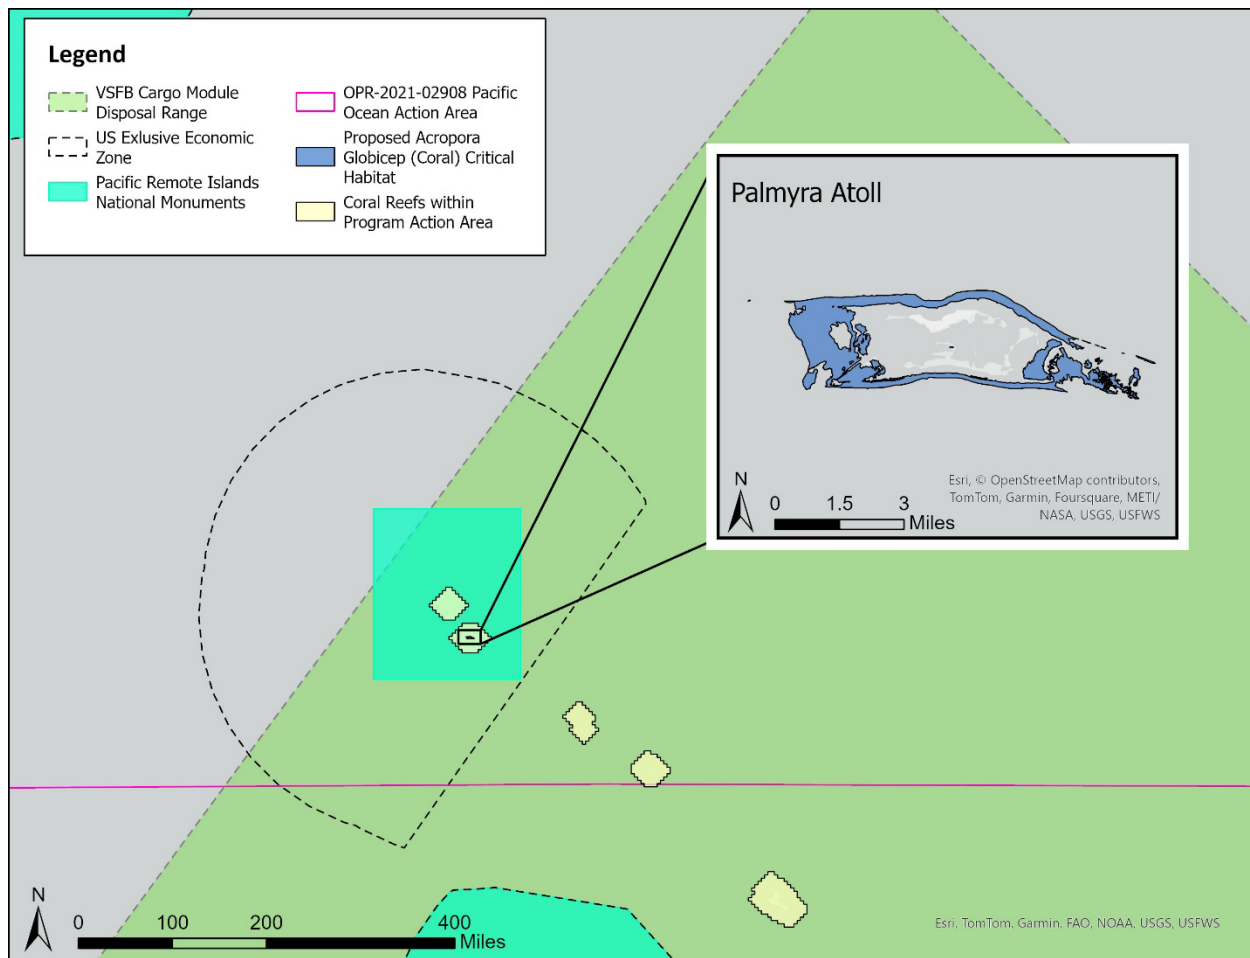 Legend
VSFB Cargo Module
Disposal Range
US Exlusive Economic
Zone
Pacific Remote Islands
National Monuments
OPR-2021-02908 Pacific
Ocean Action Area
Proposed Acropora
Globicep (Coral) Critical
Habitat
Coral Reefs within
Program Action Area
Palmyra Atoll
N
0 1.5 3
Miles
Esri, © OpenStreetMap contributors,
TomTom, Garmin, Foursquare, METI/
NASA, USGS, USFWS
N
0 100 200 400
Miles
Esri, TomTom, Garmin, FAO, NOAA, USGS, USFWS